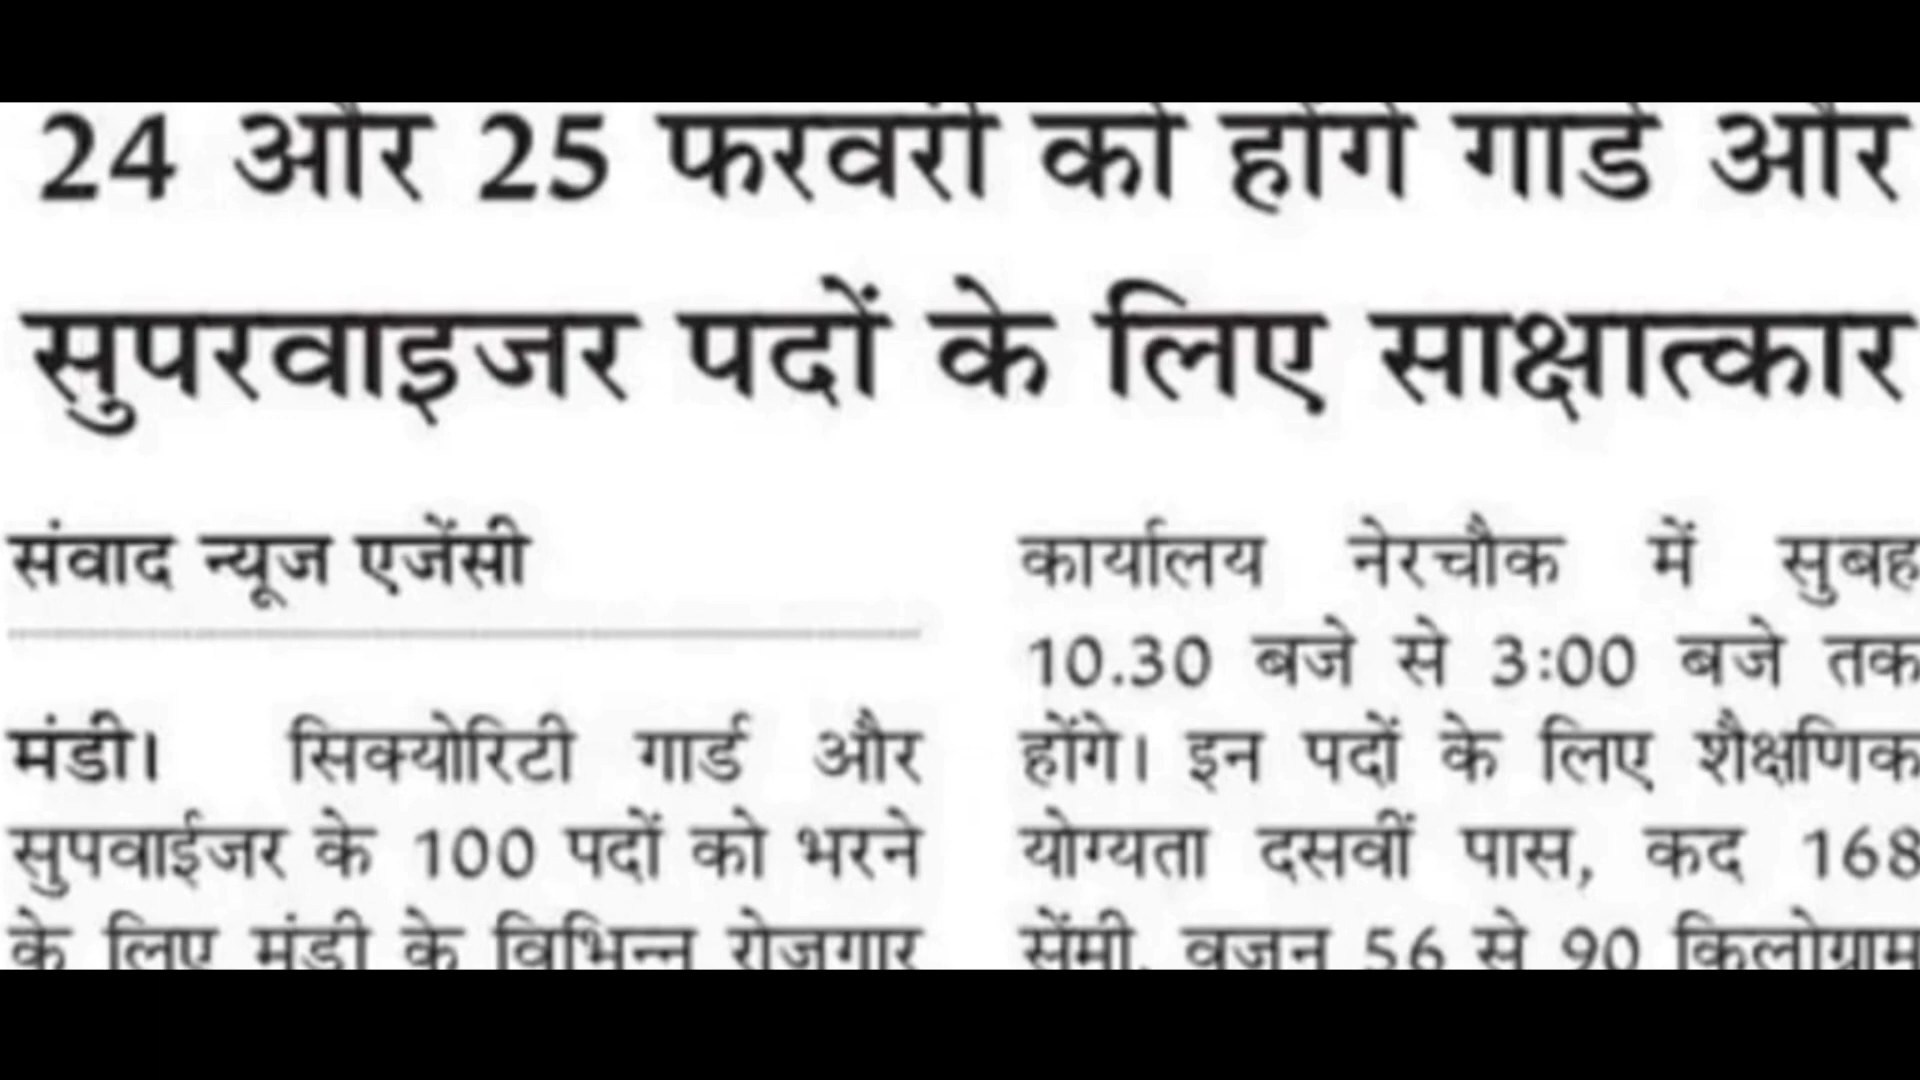 24 और 25 फरवरी को होंगे गार्ड और
सुपरवाइजर पदों के लिए साक्षात्कार
संवाद न्यूज एजेंसी
मंडी। सिक्योरिटी गार्ड और
सुपवाईजर के 100 पदों को भरने
के लिए मंडी के विभिन्न रोजगार
कार्यालय नेरचौक में सुबह
10.30 बजे से 3:00 बजे तक
होंगे। इन पदों के लिए शैक्षणिक
योग्यता दसवीं पास, कद 168
सेंमी, वजन 56 से 90 किलोग्राम